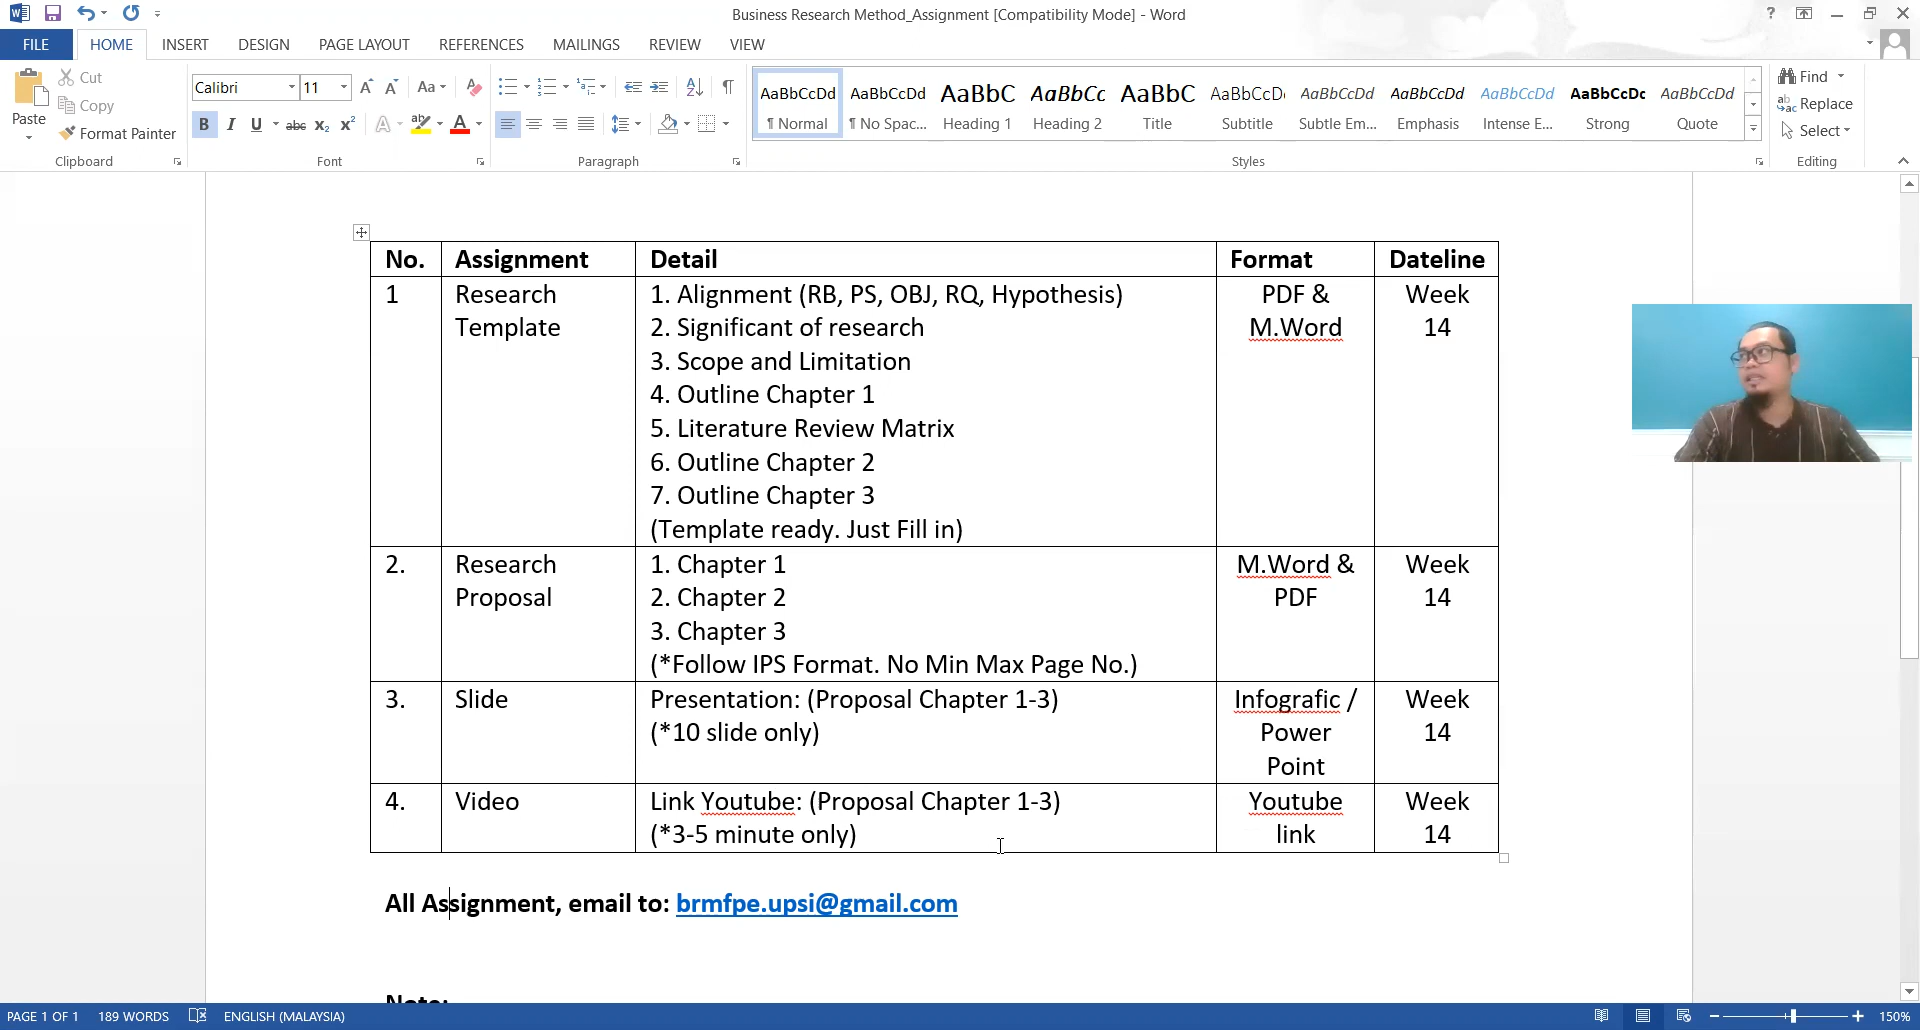 Business Research Method_Assignment [Compatibility Mode] - Word
FILE HOME INSERT DESIGN PAGE LAYOUT REFERENCES MAILINGS REVIEW VIEW
Paste
Cut
Copy
Format Painter
Clipboard
Calibri 11
Font
Paragraph
AaBbCcDd AaBbCcDd AaBbC AaBbCc AaBbC AaBbCcD AaBbCcDd AaBbCcDd AaBbCcDd AaBbCcDc AaBbCcDd
¶ Normal ¶ No Spac... Heading 1 Heading 2 Title Subtitle Subtle Em... Emphasis Intense E... Strong Quote
Styles
Find
Replace
Select
Editing
No. Assignment Detail Format Dateline
1 Research Template
1. Alignment (RB, PS, OBJ, RQ, Hypothesis)
2. Significant of research
3. Scope and Limitation
4. Outline Chapter 1
5. Literature Review Matrix
6. Outline Chapter 2
7. Outline Chapter 3
(Template ready. Just Fill in)
PDF &
M.Word
Week
14
2. Research Proposal
1. Chapter 1
2. Chapter 2
3. Chapter 3
(*Follow IPS Format. No Min Max Page No.)
M.Word &
PDF
Week
14
3. Slide
Presentation: (Proposal Chapter 1-3)
(*10 slide only)
Infografic /
Power
Point
Week
14
4. Video
Link Youtube: (Proposal Chapter 1-3)
(*3-5 minute only)
Youtube
link
Week
14
All Assignment, email to: brmfpe.upsi@gmail.com
Note:
PAGE 1 OF 1 189 WORDS ENGLISH (MALAYSIA) 150%